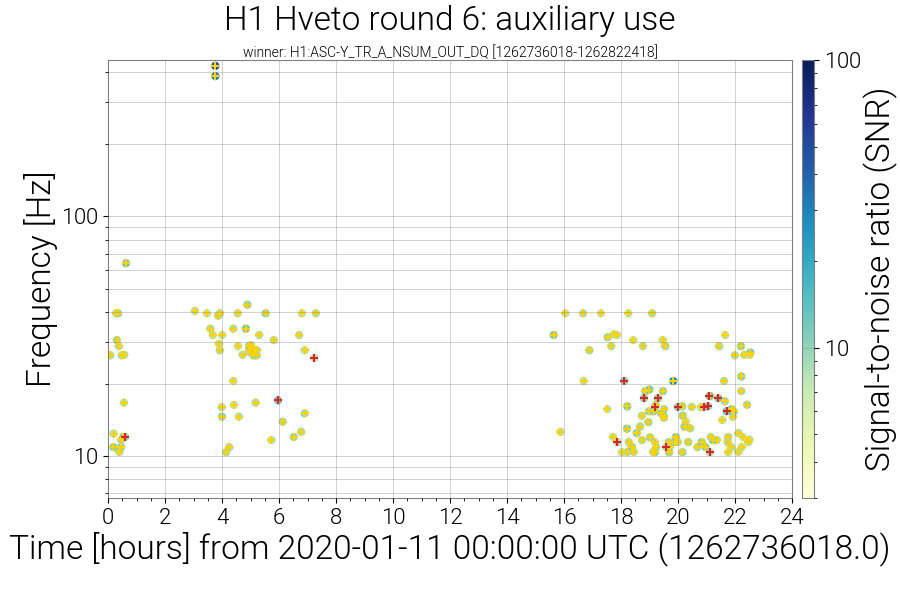 H1 Hveto round 6: auxiliary use
winner: H1:ASC-Y_TR_A_NSUM_OUT_DQ [1262736018-1262822418]
Frequency [Hz]
100
10
0 2 4 6 8 10 12 14 16 18 20 22 24
Time [hours] from 2020-01-11 00:00:00 UTC (1262736018.0)
100
10
Signal-to-noise ratio (SNR)